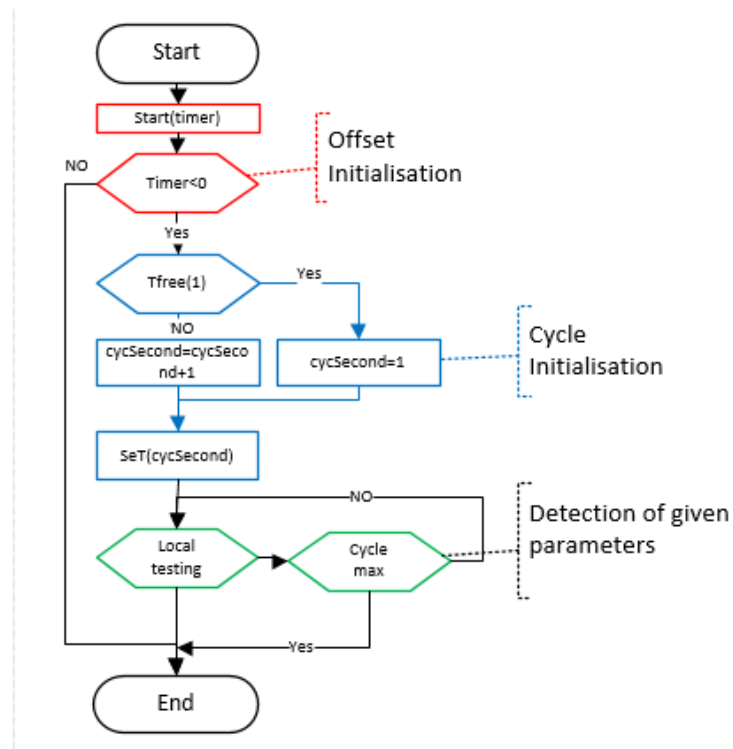 Start
Start(timer)
Offset
Initialisation
NO
Timer<0
Yes
Tfree(1)
Yes
NO
cycSecond=cycSeco
nd+1
cycSecond=1
Cycle
Initialisation
SeT(cycSecond)
NO
Local
testing
Cycle
max
Detection of given
parameters
Yes
End